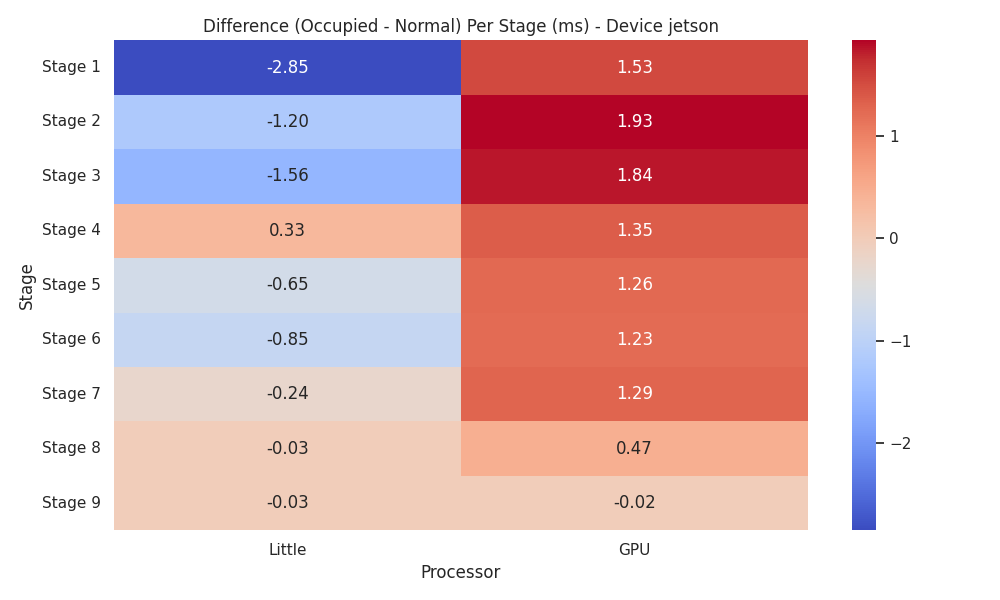 Difference (Occupied - Normal) Per Stage (ms) - Device jetson
Stage 1 -2.85 1.53
Stage 2 -1.20 1.93
Stage 3 -1.56 1.84
Stage 4 0.33 1.35
Stage 5 -0.65 1.26
Stage 6 -0.85 1.23
Stage 7 -0.24 1.29
Stage 8 -0.03 0.47
Stage 9 -0.03 -0.02
Stage
Little GPU
Processor
1
0
−1
−2